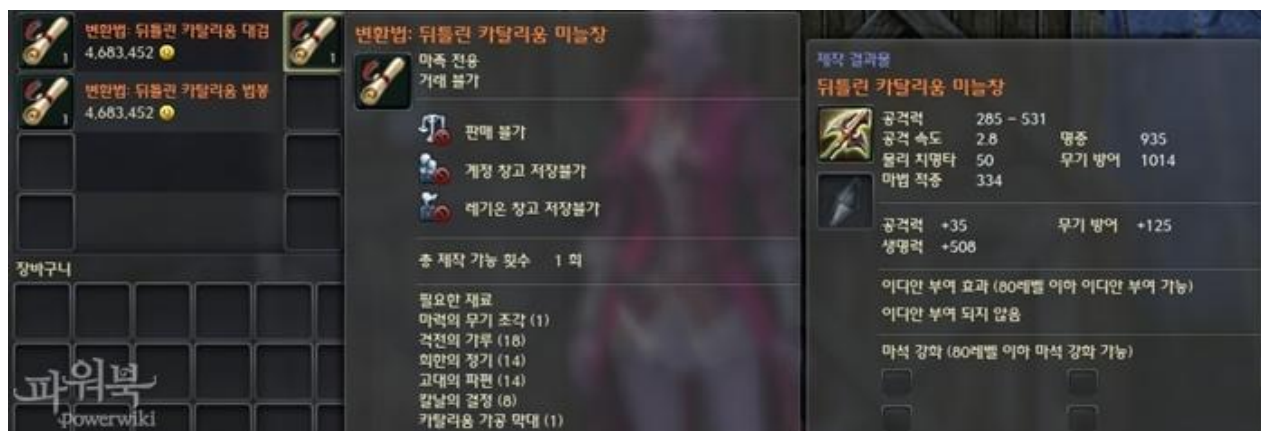 변환법: 뒤틀린 카탈리움 대검
4,683,452
1
변환법: 뒤틀린 카탈리움 법봉
4,683,452
1
1
장바구니
파워북
Powerwiki
변환법: 뒤틀린 카탈리움 미늘창
마족 전용
거래 불가
1
판매 불가
계정 창고 저장불가
레기온 창고 저장불가
총 제작 가능 횟수 1 회
필요한 재료
마력의 무기 조각 (1)
격전의 가루 (18)
회한의 정기 (14)
고대의 파편 (14)
칼날의 결정 (8)
카탈리움 가공 막대 (1)
제작 결과물
뒤틀린 카탈리움 미늘창
공격력 285 - 531
공격 속도 2.8 명중 935
물리 치명타 50 무기 방어 1014
마법 적중 334
공격력 +35 무기 방어 +125
생명력 +508
이디안 부여 효과 (80레벨 이하 이디안 부여 가능)
이디안 부여 되지 않음
마석 강화 (80레벨 이하 마석 강화 가능)